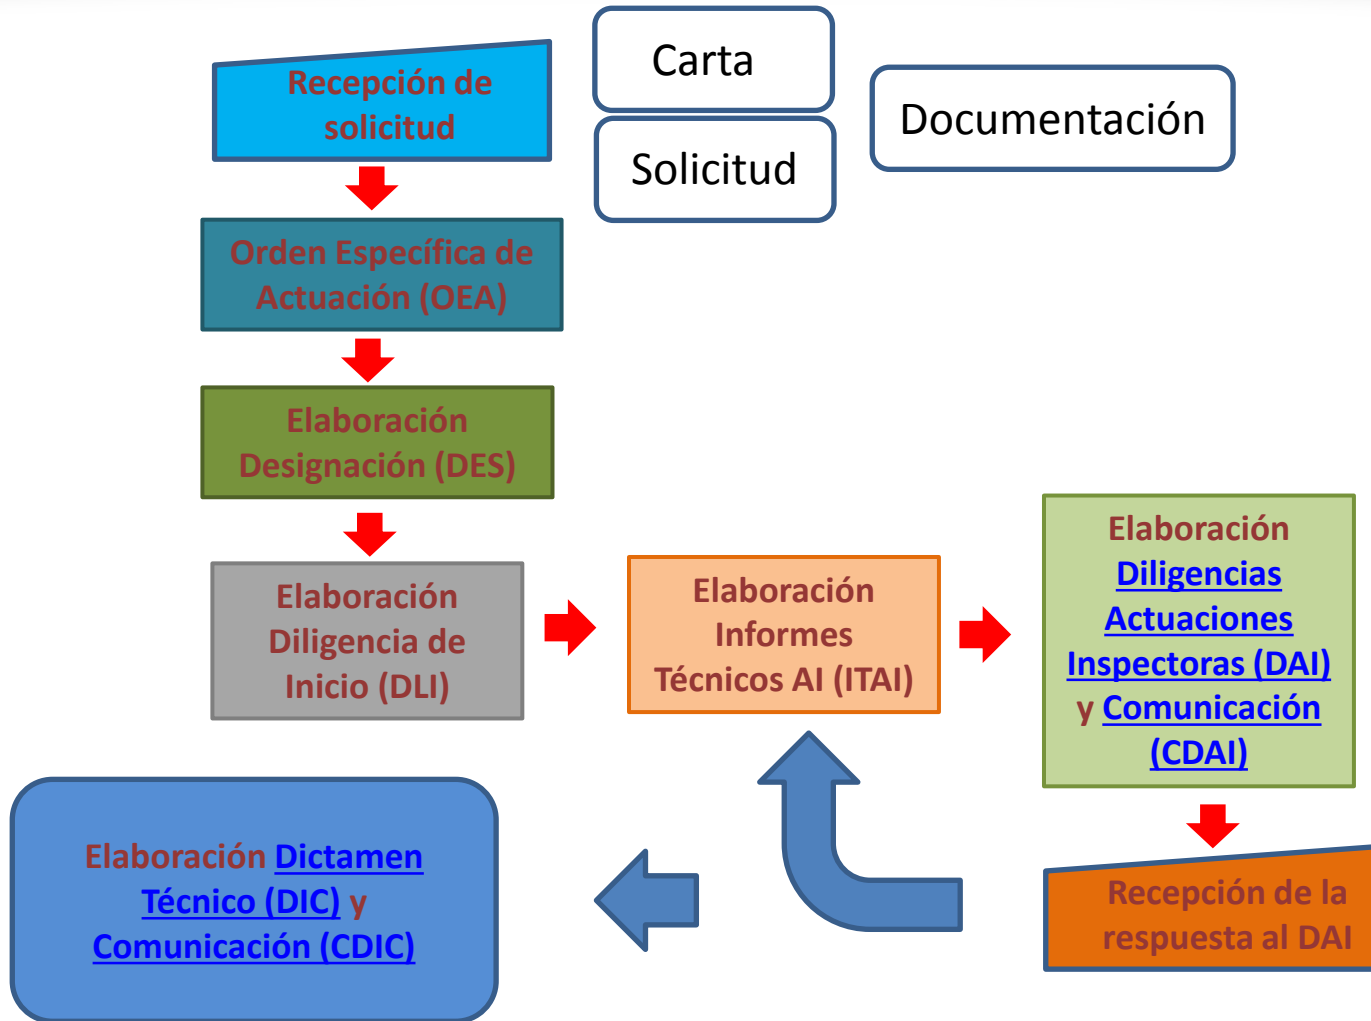 Recepción de
solicitud
Carta
Solicitud
Documentación
Orden Específica de
Actuación (OEA)
Elaboración
Designación (DES)
Elaboración
Diligencia de
Inicio (DLI)
Elaboración
Informes
Técnicos AI (ITAI)
Elaboración
Diligencias
Actuaciones
Inspectoras (DAI)
y Comunicación
(CDAI)
Recepción de la
respuesta al DAI
Elaboración Dictamen
Técnico (DIC) y
Comunicación (CDIC)